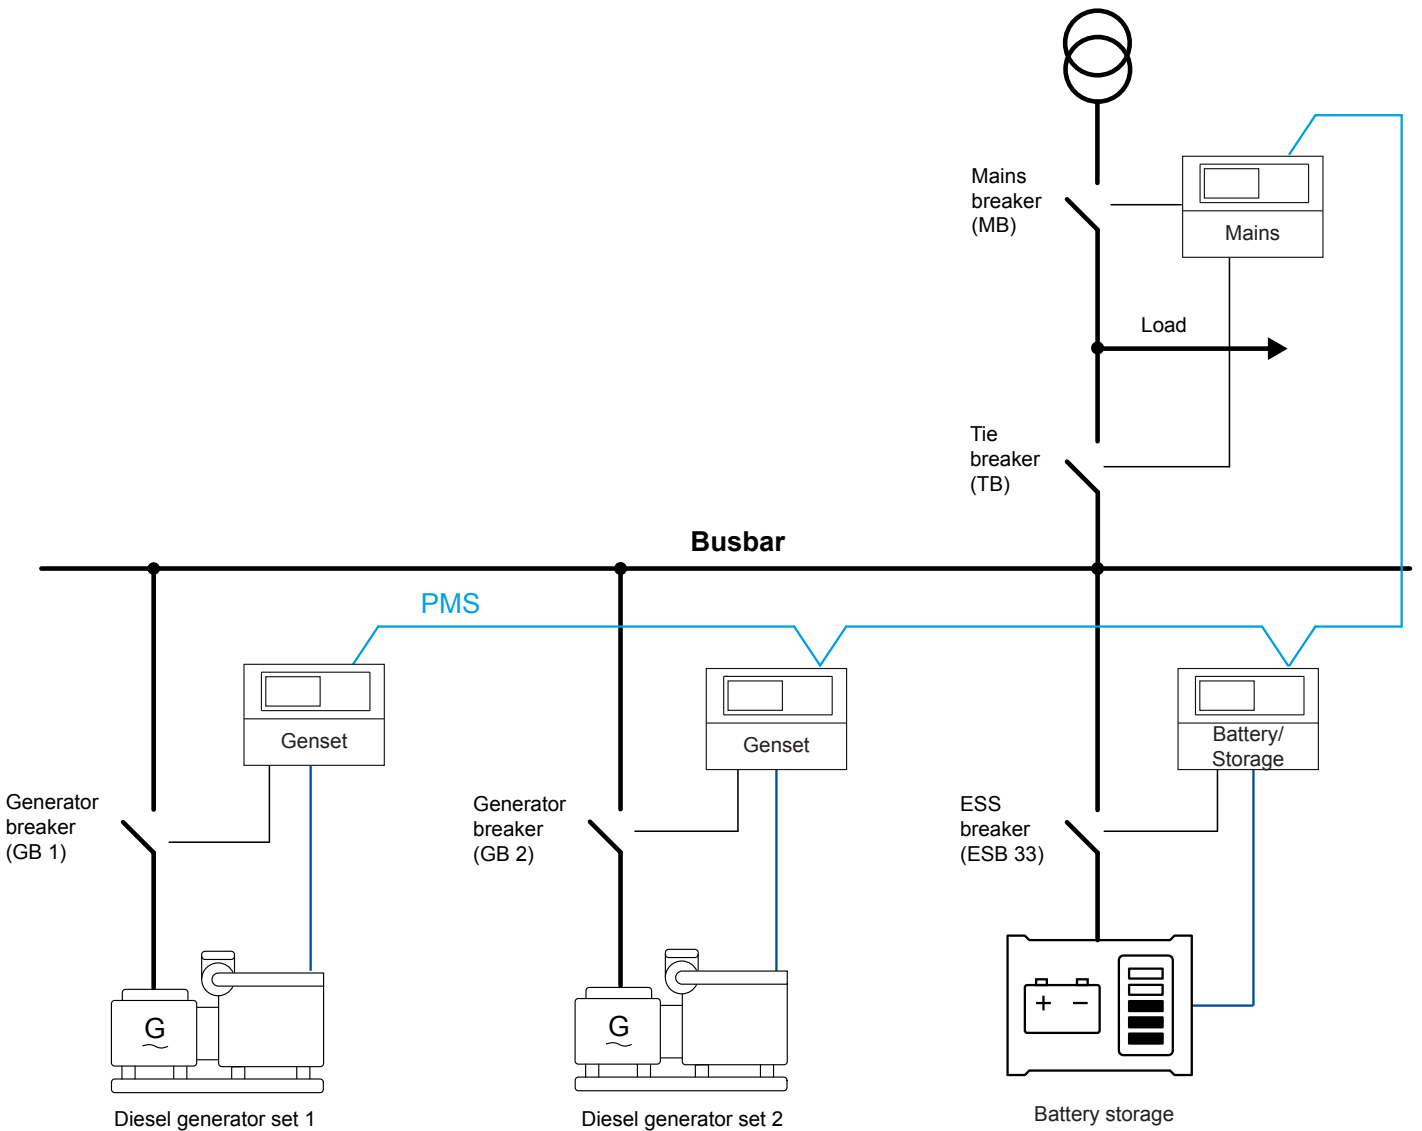 Mains
breaker
(MB)
Mains
Load
Tie
breaker
(TB)
Busbar
PMS
Genset
Genset
Battery/
Storage
Generator
breaker
(GB 1)
Generator
breaker
(GB 2)
ESS
breaker
(ESB 33)
G
G
+ −
Diesel generator set 1
Diesel generator set 2
Battery storage